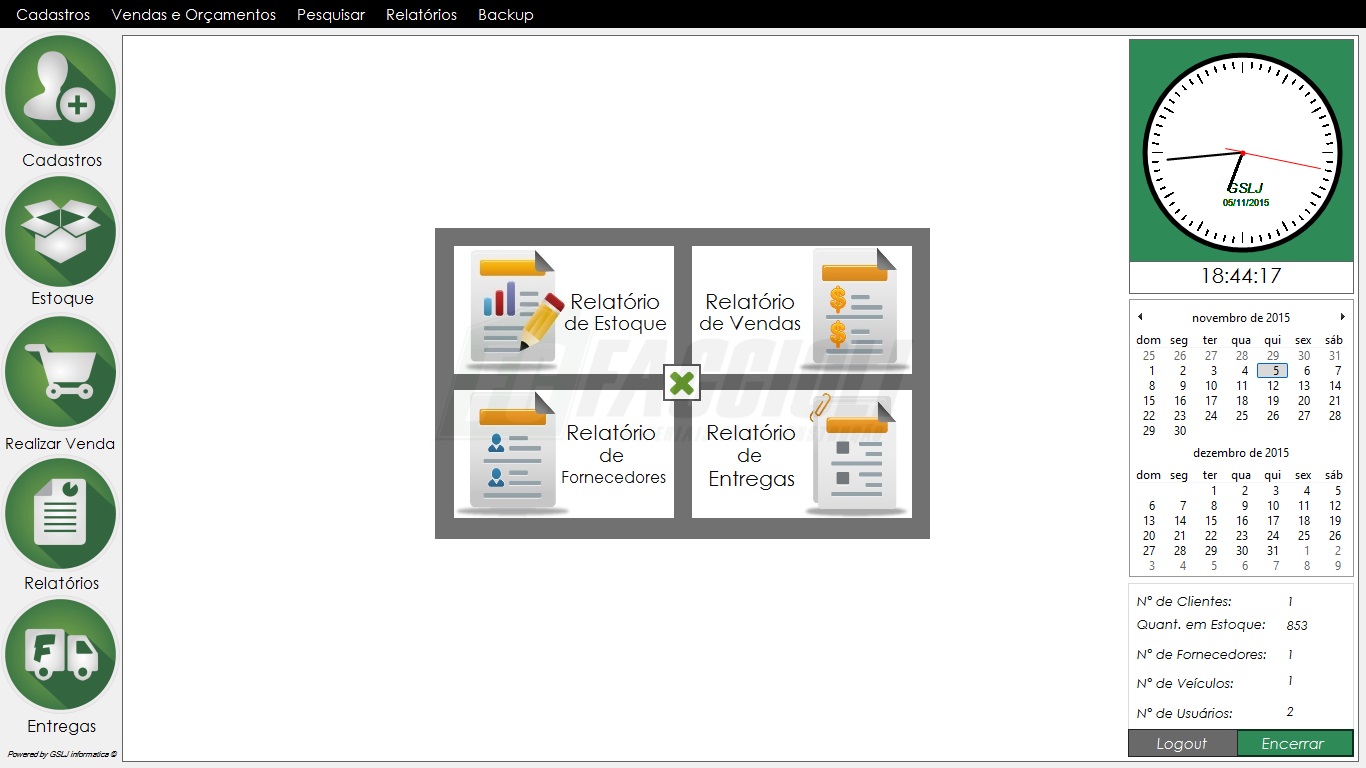 Cadastros Vendas e Orçamentos Pesquisar Relatórios Backup
Cadastros
Estoque
Realizar Venda
Relatórios
F
Entregas
Powered by GSLJ informatica ©
Relatório
de Estoque
Relatório
de Vendas
FACCIOLI
Relatório
de
Fornecedores
Relatório
de
Entregas
GSLJ
05/11/2015
18:44:17
novembro de 2015
dom seg ter qua qui sex sáb
25 26 27 28 29 30 31
1 2 3 4 5 6 7
8 9 10 11 12 13 14
15 16 17 18 19 20 21
22 23 24 25 26 27 28
29 30
dezembro de 2015
dom seg ter qua qui sex sáb
1 2 3 4 5
6 7 8 9 10 11 12
13 14 15 16 17 18 19
20 21 22 23 24 25 26
27 28 29 30 31 1 2
3 4 5 6 7 8 9
Nº de Clientes: 1
Quant. em Estoque: 853
Nº de Fornecedores: 1
Nº de Veículos: 1
Nº de Usuários: 2
Logout Encerrar